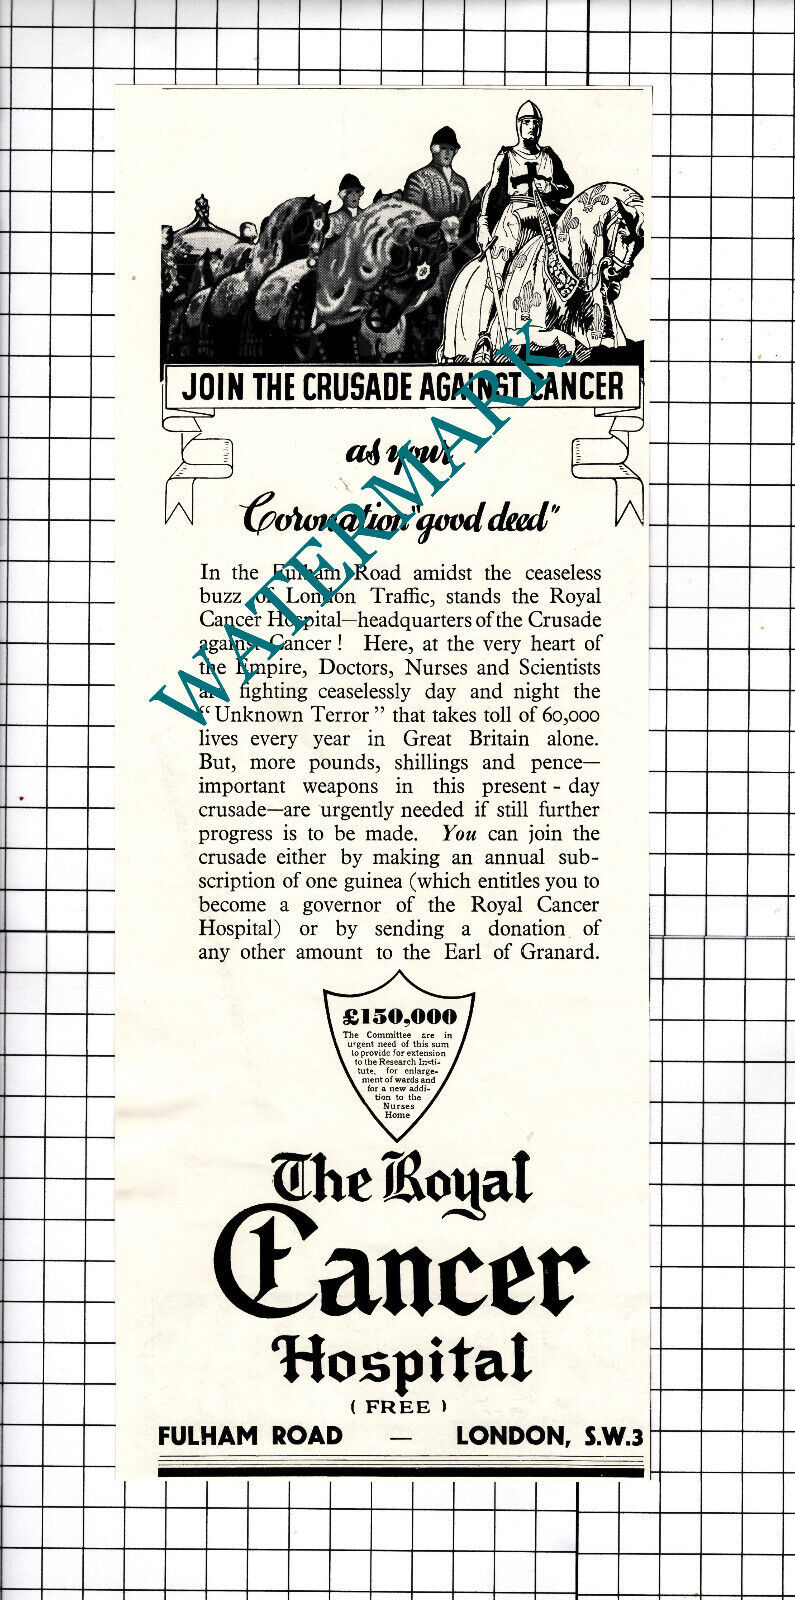 JOIN THE CRUSADE AGAINST CANCER
as your
Coronation "good deed"
In the Fulham Road amidst the ceaseless
buzz of London Traffic, stands the Royal
Cancer Hospital—headquarters of the Crusade
against Cancer! Here, at the very heart of
the Empire, Doctors, Nurses and Scientists
are fighting ceaselessly day and night the
“Unknown Terror” that takes toll of 60,000
lives every year in Great Britain alone.
But, more pounds, shillings and pence—
important weapons in this present-day
crusade—are urgently needed if still further
progress is to be made. You can join the
crusade either by making an annual sub-
scription of one guinea (which entitles you to
become a governor of the Royal Cancer
Hospital) or by sending a donation of
any other amount to the Earl of Granard.
£150,000
The Committee are in
urgent need of this sum
to provide for extension
to the Research Insti-
tute, for enlarge-
ment of wards and
for a new addi-
tion to the
Nurses
Home
The Royal
Cancer
Hospital
(FREE)
FULHAM ROAD — LONDON, S.W.3
WATERMARK